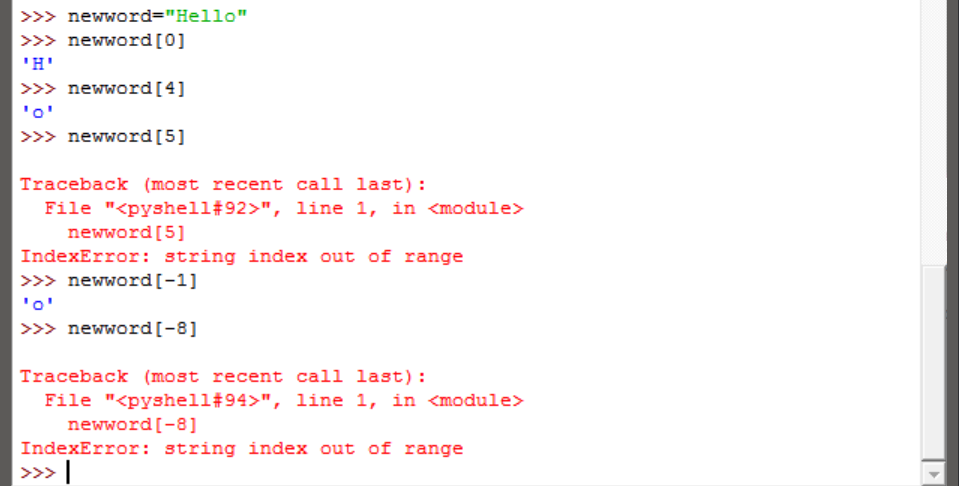 >>> newword="Hello"
>>> newword[0]
'H'
>>> newword[4]
'o'
>>> newword[5]
Traceback (most recent call last):
  File "<pyshell#92>", line 1, in <module>
    newword[5]
IndexError: string index out of range
>>> newword[-1]
'o'
>>> newword[-8]
Traceback (most recent call last):
  File "<pyshell#94>", line 1, in <module>
    newword[-8]
IndexError: string index out of range
>>>